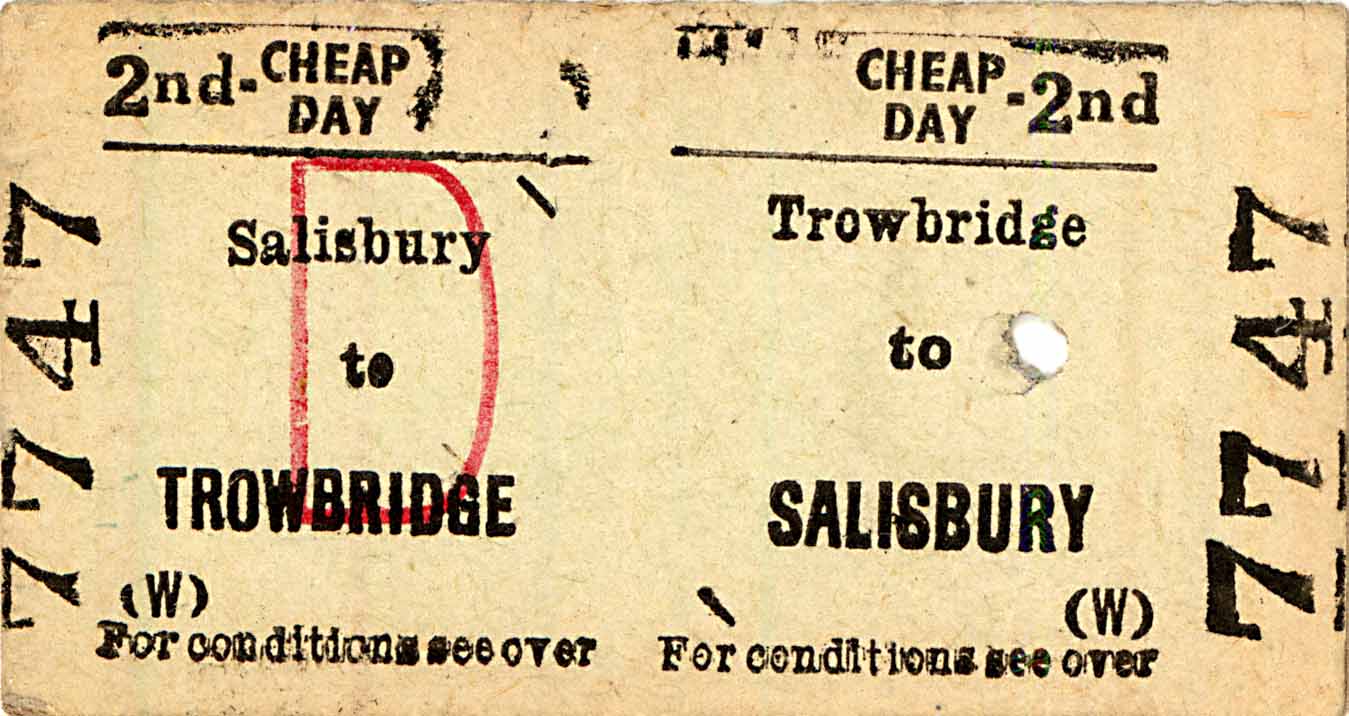 2nd-CHEAP DAY
Salisbury
to
TROWBRIDGE
(W)
For conditions see over
D
7747
CHEAP DAY-2nd
Trowbridge
to
SALISBURY
(W)
For conditions see over
7747